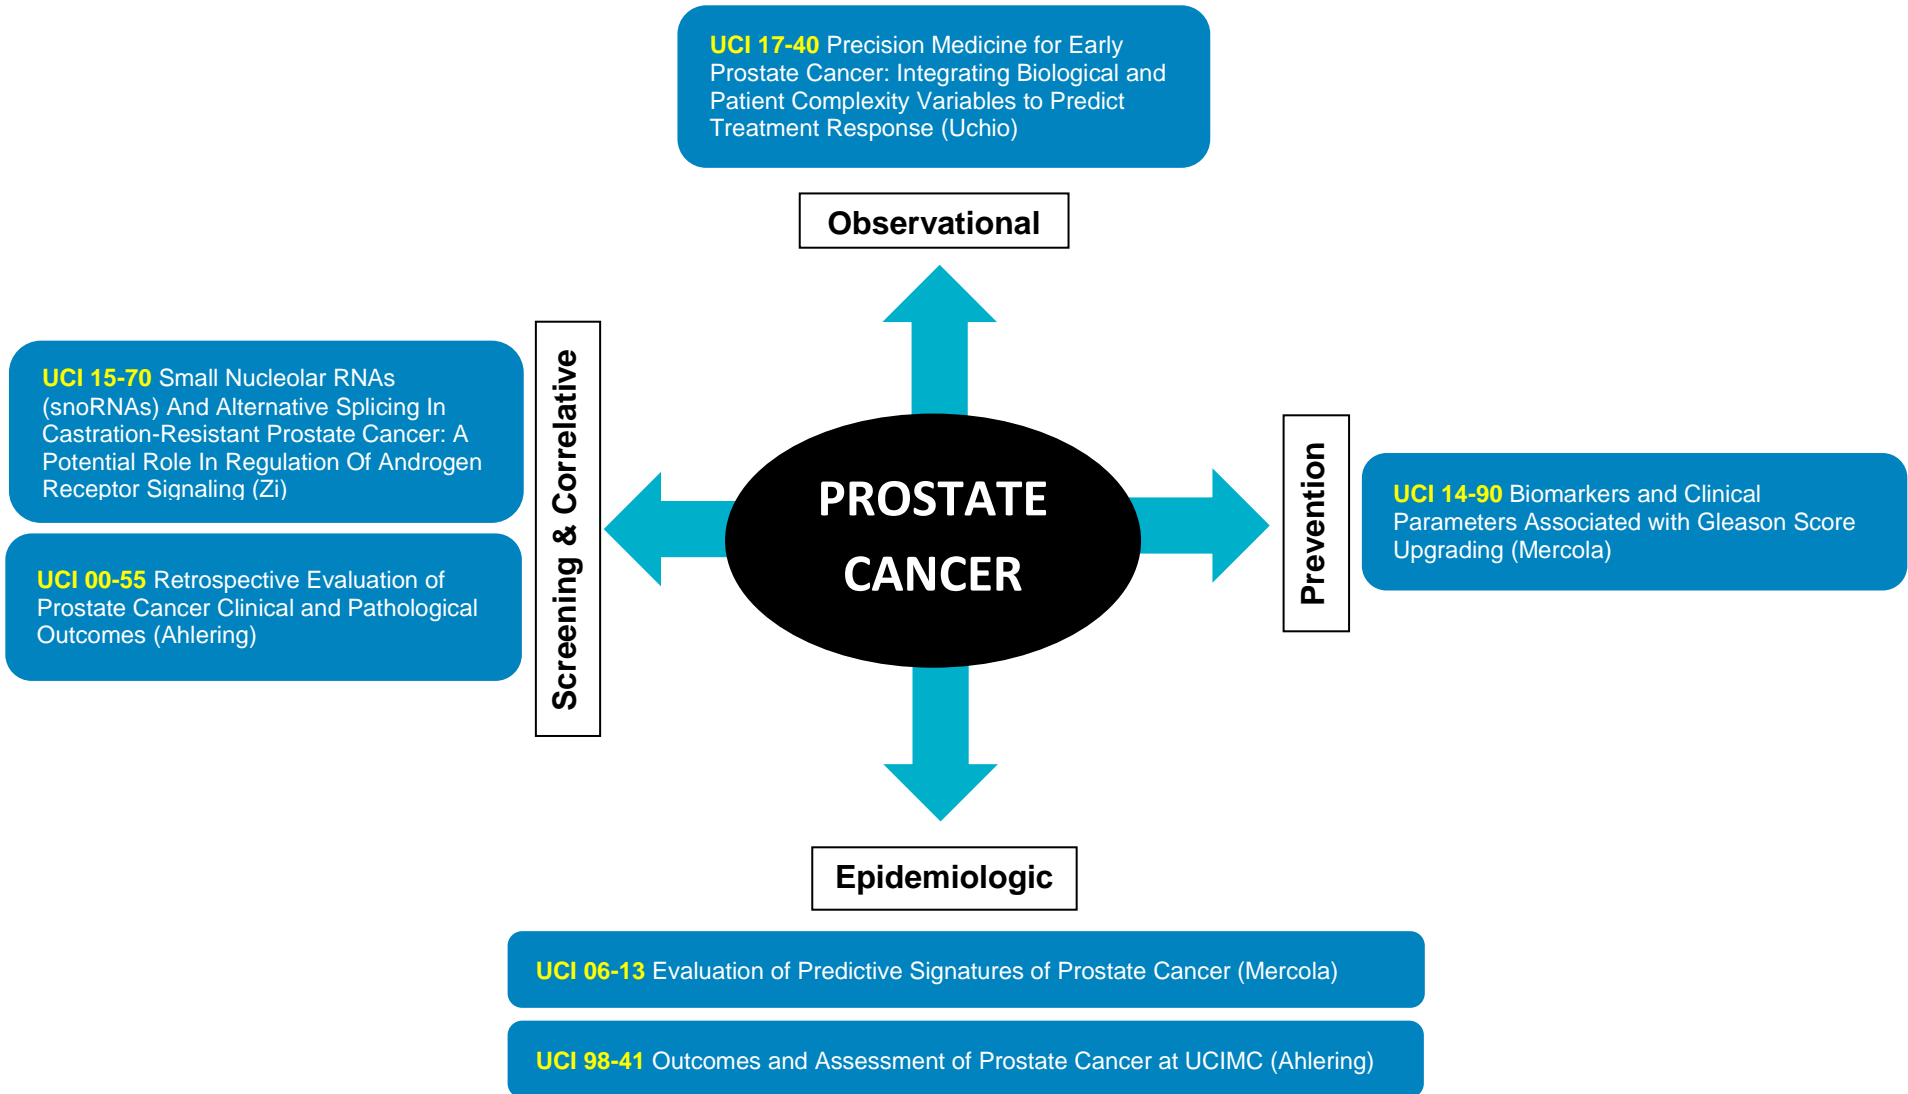 UCI 17-40 Precision Medicine for Early
Prostate Cancer: Integrating Biological and
Patient Complexity Variables to Predict
Treatment Response (Uchio)
Observational
UCI 15-70 Small Nucleolar RNAs
(snoRNAs) And Alternative Splicing In
Castration-Resistant Prostate Cancer: A
Potential Role In Regulation Of Androgen
Receptor Signaling (Zi)
UCI 00-55 Retrospective Evaluation of
Prostate Cancer Clinical and Pathological
Outcomes (Ahlering)
Screening & Correlative
PROSTATE
CANCER
Prevention
UCI 14-90 Biomarkers and Clinical
Parameters Associated with Gleason Score
Upgrading (Mercola)
Epidemiologic
UCI 06-13 Evaluation of Predictive Signatures of Prostate Cancer (Mercola)
UCI 98-41 Outcomes and Assessment of Prostate Cancer at UCIMC (Ahlering)